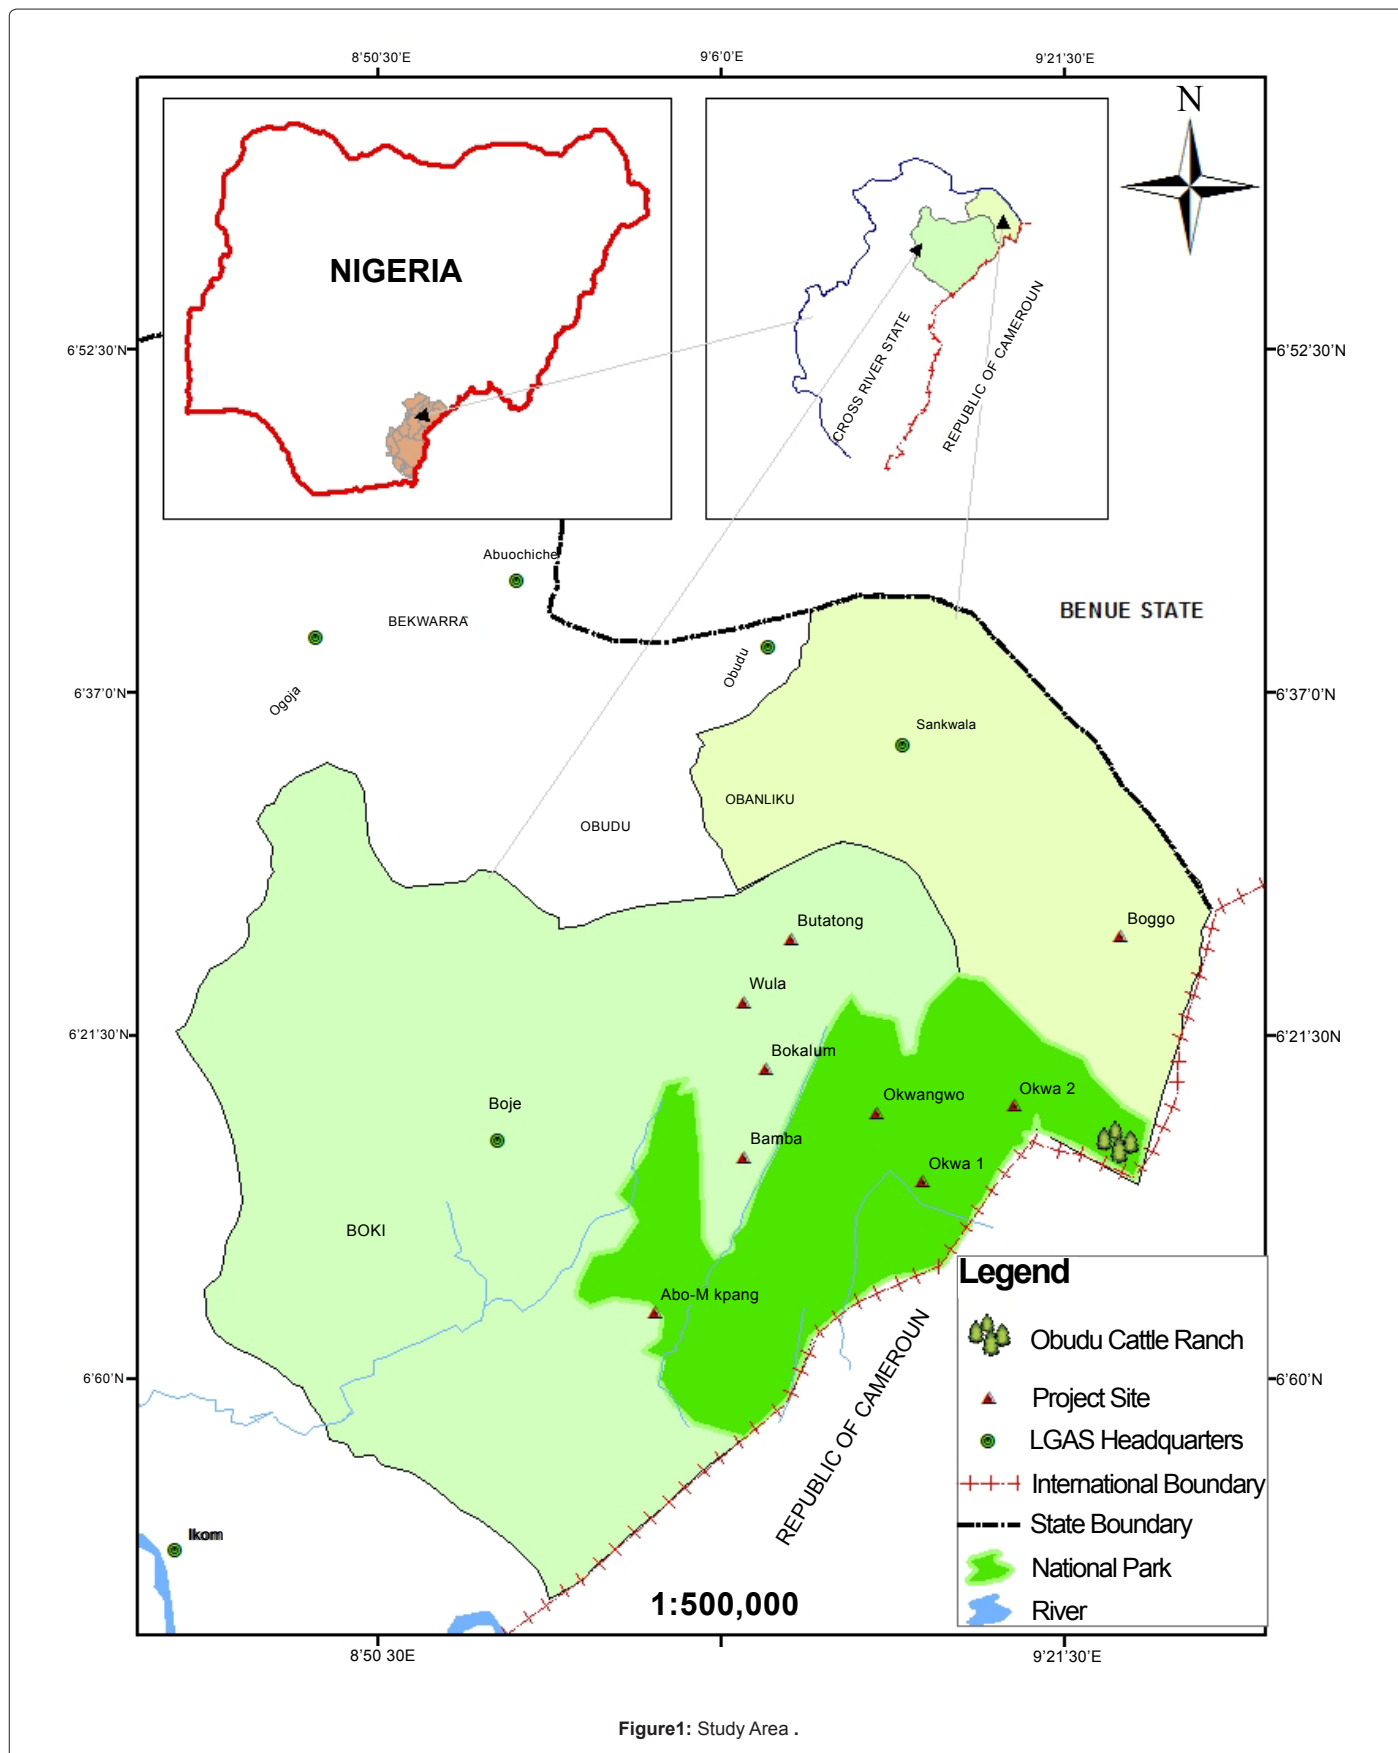 8'50'30'E
9'6'0'E
9'21'30'E
N
NIGERIA
CROSS RIVER STATE
REPUBLIC OF CAMEROUN
6'52'30'N
6'52'30'N
Abuochiche
BEKWARRA
BENUE STATE
Obudu
6'37'0'N
6'37'0'N
Ogoja
Sankwala
OBANLIKU
OBUDU
Butatong
Boggo
Wula
6'21'30'N
6'21'30'N
Bokalum
Okwangwo
Okwa 2
Boje
Bamba
Okwa 1
BOKI
Abo-M kpang
REPUBLIC OF CAMEROUN
6'60'N
6'60'N
Legend
Obudu Cattle Ranch
Project Site
LGAS Headquarters
International Boundary
State Boundary
National Park
River
Ikom
1:500,000
8'50 30'E
9'21'30'E
Figure1: Study Area .